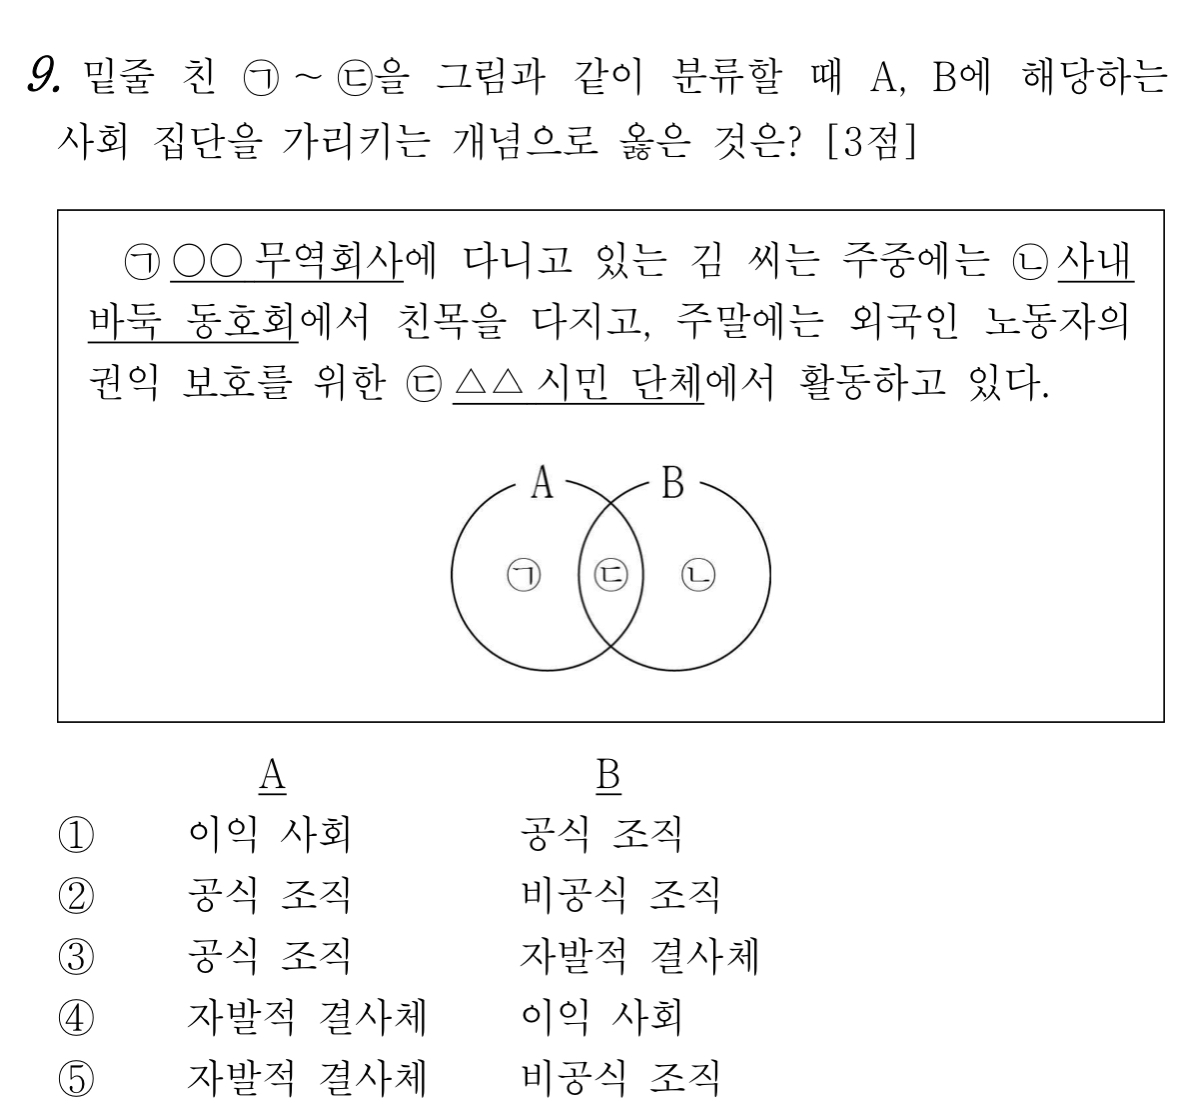 9. 밑줄 친 ㉠ ~ ㉢을 그림과 같이 분류할 때 A, B에 해당하는
사회 집단을 가리키는 개념으로 옳은 것은? [3점]
㉠ ○○ 무역회사에 다니고 있는 김 씨는 주중에는 ㉡ 사내
바둑 동호회에서 친목을 다지고, 주말에는 외국인 노동자의
권익 보호를 위한 ㉢ △△ 시민 단체에서 활동하고 있다.
A B
㉠ ㉢ ㉡
A B
① 이익 사회 공식 조직
② 공식 조직 비공식 조직
③ 공식 조직 자발적 결사체
④ 자발적 결사체 이익 사회
⑤ 자발적 결사체 비공식 조직